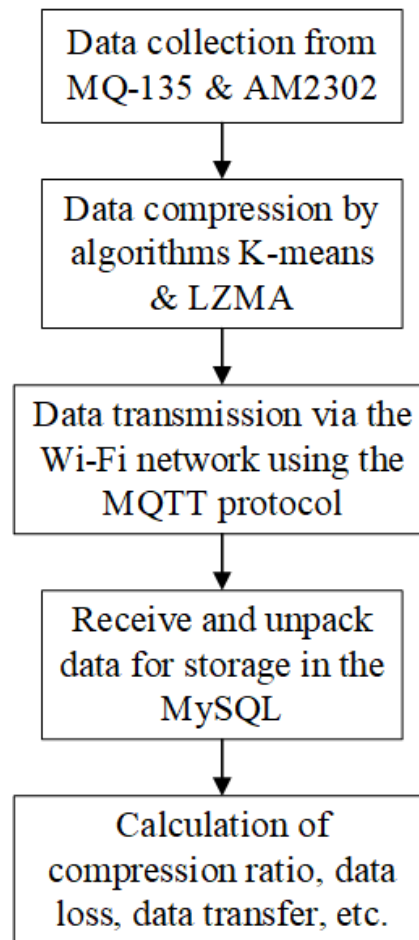 Data collection from
MQ-135 & AM2302
Data compression by
algorithms K-means
& LZMA
Data transmission via the
Wi-Fi network using the
MQTT protocol
Receive and unpack
data for storage in the
MySQL
Calculation of
compression ratio, data
loss, data transfer, etc.